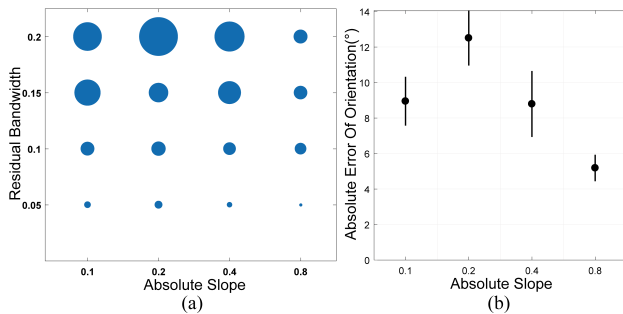 0.2
0.15
0.1
0.05
Residual Bandwidth
0.1 0.2 0.4 0.8
Absolute Slope
(a)
14
12
10
8
6
4
2
0
Absolute Error Of Orientation(°)
0.1 0.2 0.4 0.8
Absolute Slope
(b)